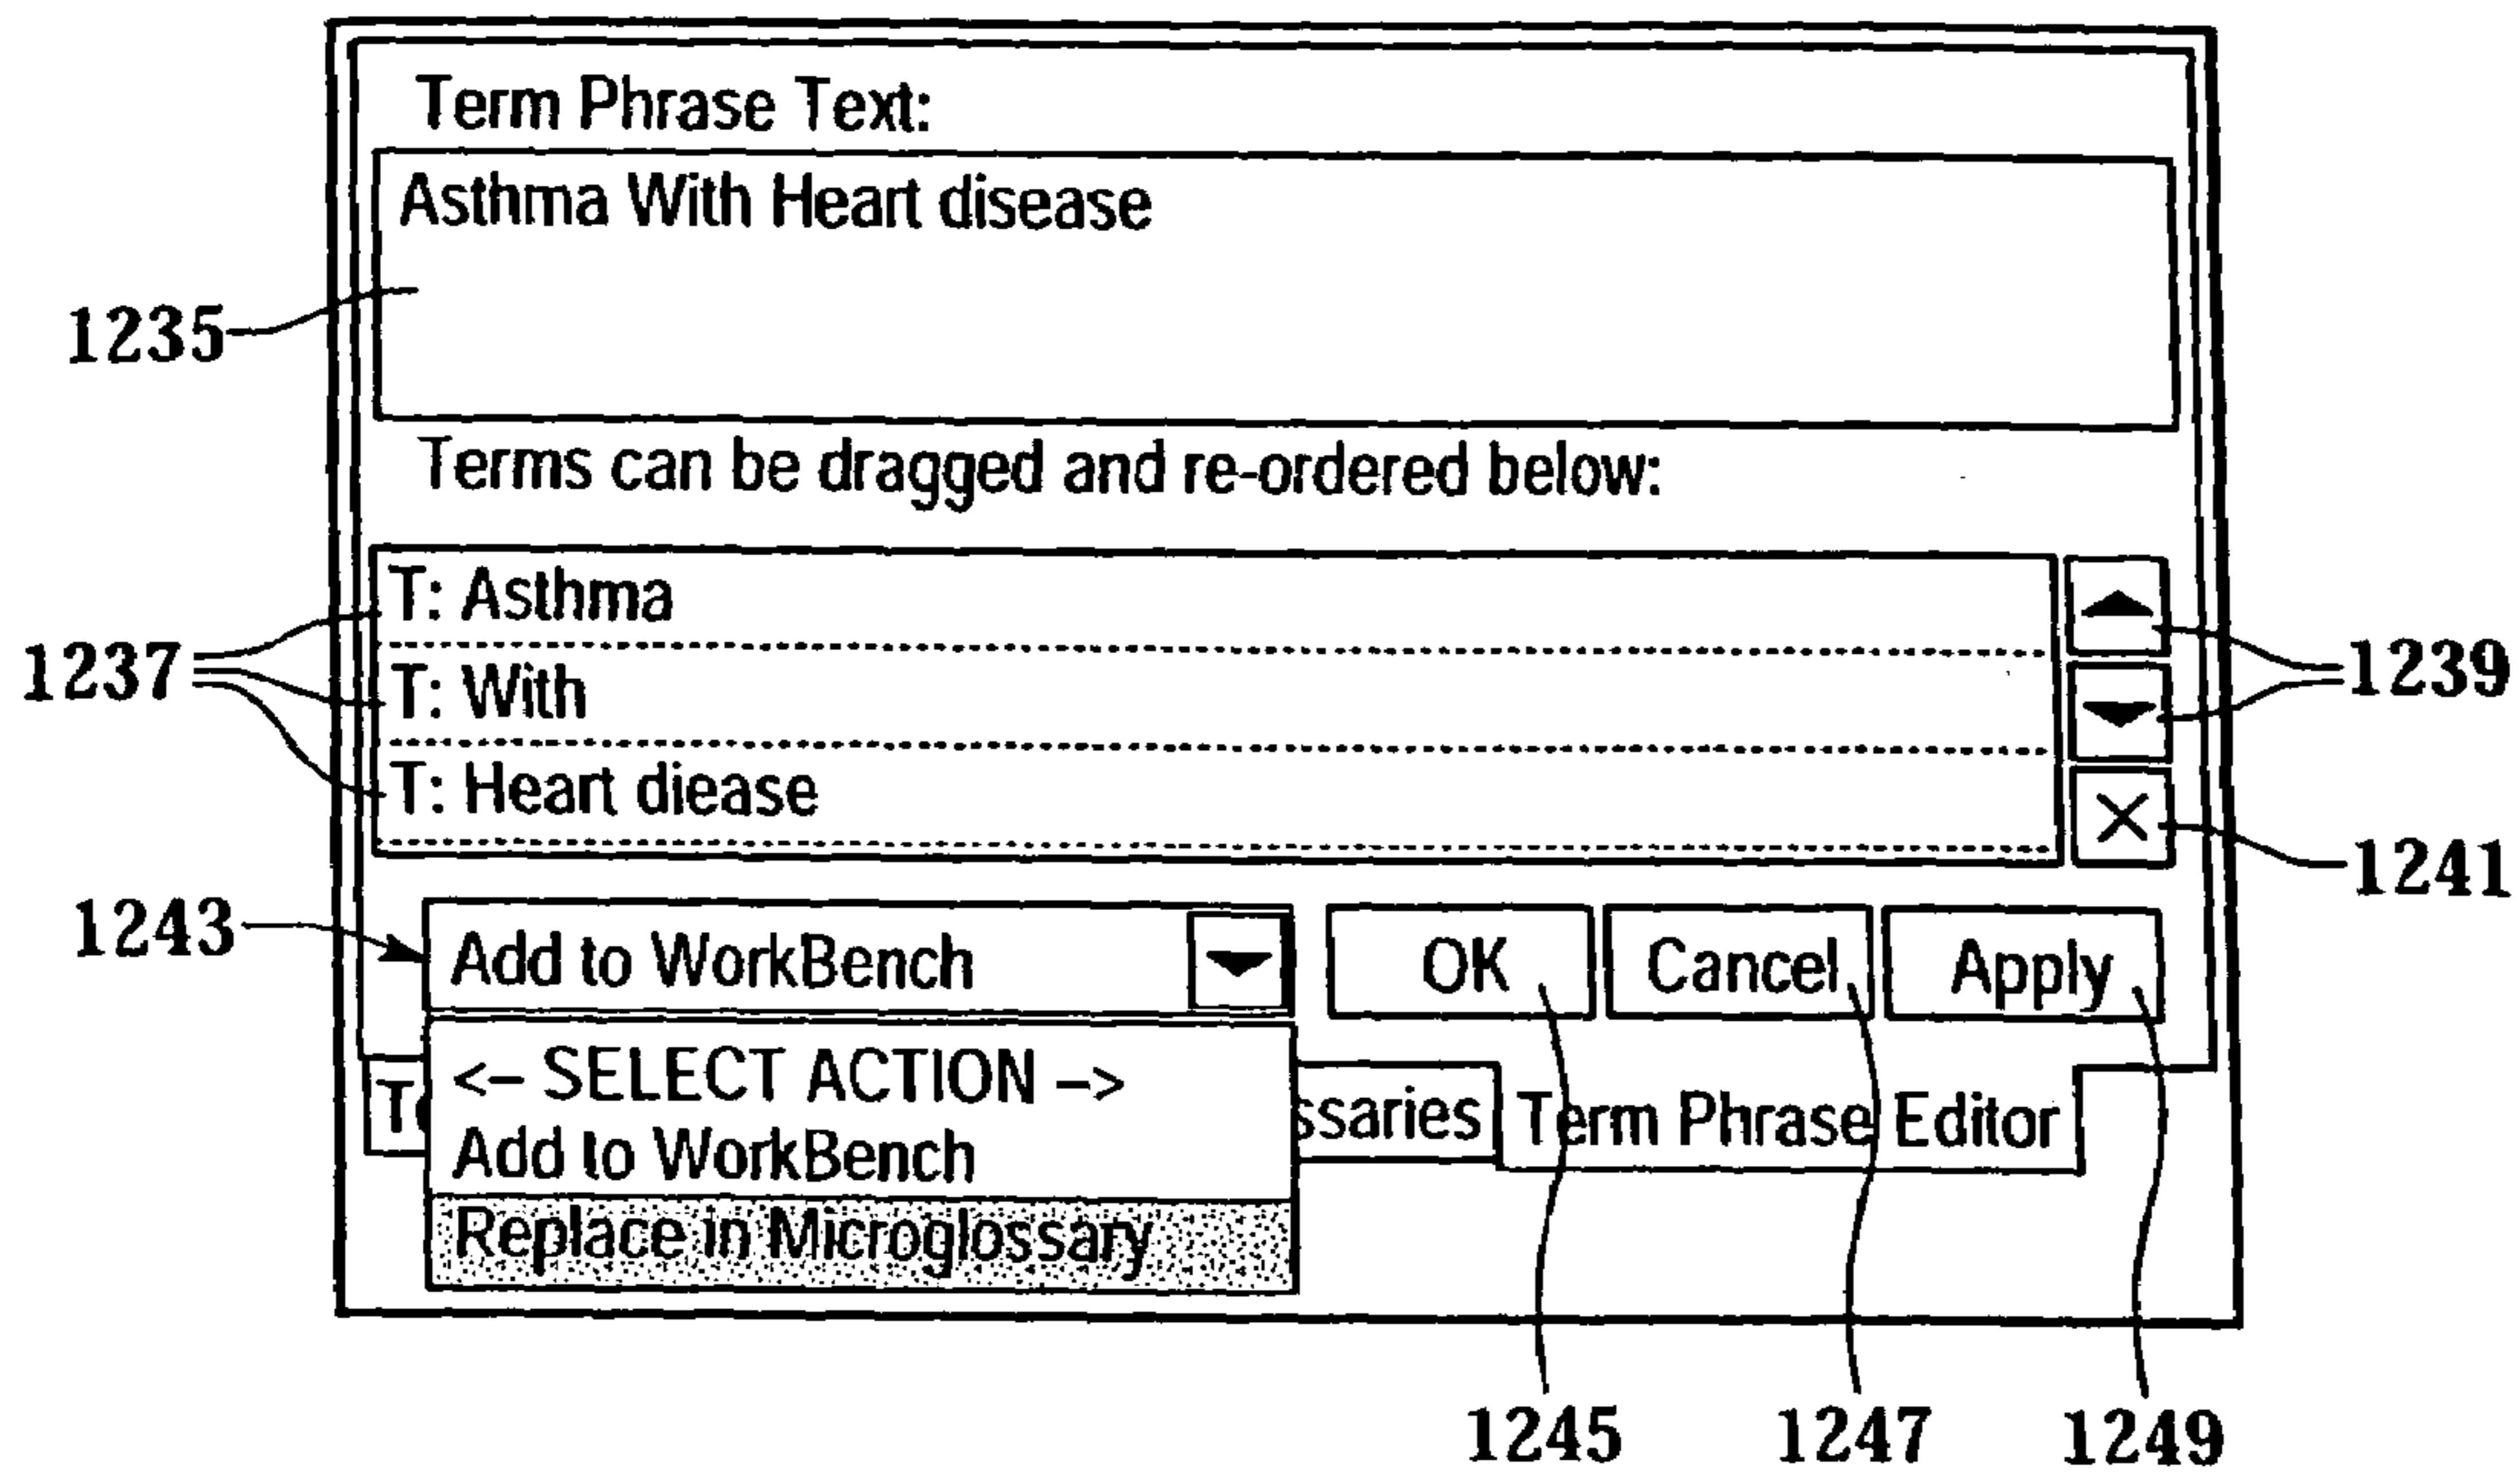 Term Phrase Text:
Asthma With Heart disease
1235
Terms can be dragged and re-ordered below:
T: Asthma
1237
1239
T: With
T: Heart diease
1241
1243
Add to WorkBench
OK
Cancel
Apply
<– SELECT ACTION –>
Term Phrase Editor
Add to WorkBench
Replace in Microglossary
1245
1247
1249